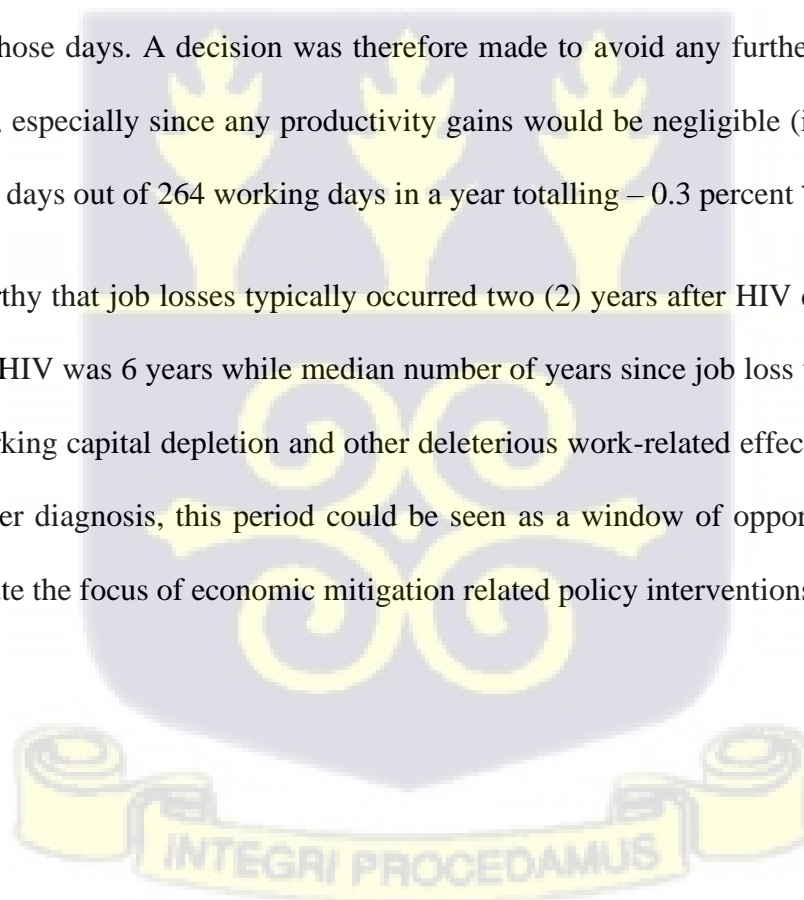 hose days. A decision was therefore made to avoid any furthe
, especially since any productivity gains would be negligible (i
days out of 264 working days in a year totalling – 0.3 percent
rthy that job losses typically occurred two (2) years after HIV
HIV was 6 years while median number of years since job loss
rking capital depletion and other deleterious work-related effec
er diagnosis, this period could be seen as a window of oppor
te the focus of economic mitigation related policy interventions
INTEGRI PROCEDAMUS